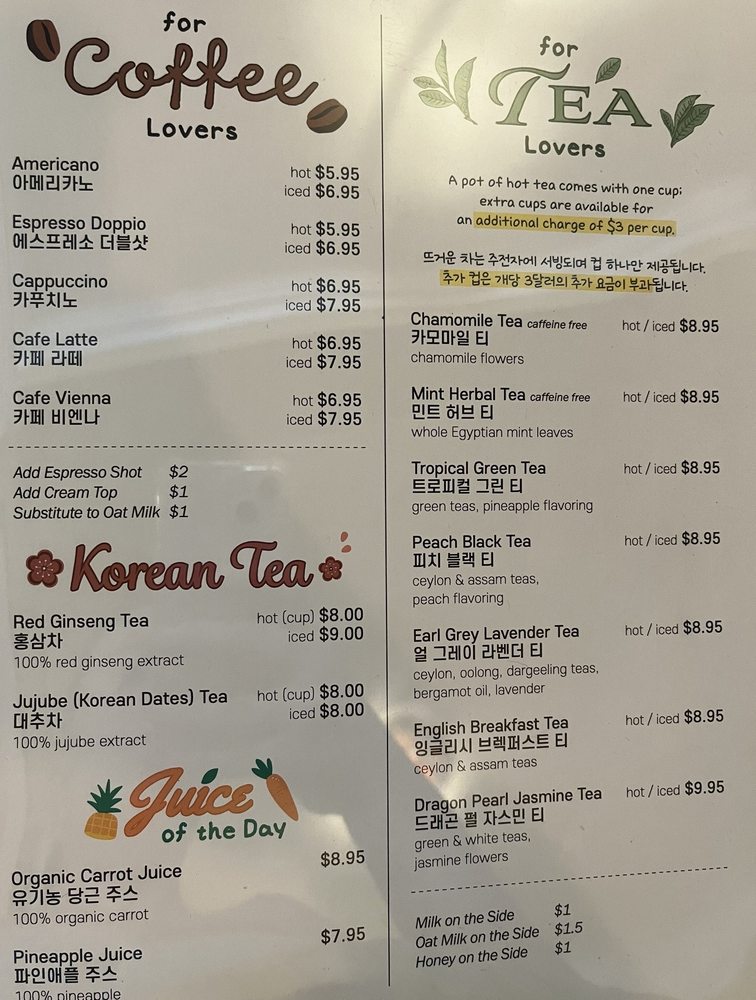 for
Coffee
Lovers
Americano
아메리카노
hot $5.95
iced $6.95
Espresso Doppio
에스프레소 더블샷
hot $5.95
iced $6.95
Cappuccino
카푸치노
hot $6.95
iced $7.95
Cafe Latte
카페 라떼
hot $6.95
iced $7.95
Cafe Vienna
카페 비엔나
hot $6.95
iced $7.95
Add Espresso Shot $2
Add Cream Top $1
Substitute to Oat Milk $1
Korean Tea
Red Ginseng Tea
홍삼차
100% red ginseng extract
hot (cup) $8.00
iced $9.00
Jujube (Korean Dates) Tea
대추차
100% jujube extract
hot (cup) $8.00
iced $8.00
Juice
of the Day
Organic Carrot Juice
유기농 당근 주스
100% organic carrot
$8.95
Pineapple Juice
파인애플 주스
100% pineapple
$7.95
for
TEA
Lovers
A pot of hot tea comes with one cup;
extra cups are available for
an additional charge of $3 per cup.
뜨거운 차는 주전자에 서빙되며 컵 하나만 제공됩니다.
추가 컵은 개당 3달러의 추가 요금이 부과됩니다.
Chamomile Tea caffeine free hot / iced $8.95
카모마일 티
chamomile flowers
Mint Herbal Tea caffeine free hot / iced $8.95
민트 허브 티
whole Egyptian mint leaves
Tropical Green Tea hot / iced $8.95
트로피컬 그린 티
green teas, pineapple flavoring
Peach Black Tea hot / iced $8.95
피치 블랙 티
ceylon & assam teas,
peach flavoring
Earl Grey Lavender Tea hot / iced $8.95
얼 그레이 라벤더 티
ceylon, oolong, dargeeling teas,
bergamot oil, lavender
English Breakfast Tea hot / iced $8.95
잉글리시 브렉퍼스트 티
ceylon & assam teas
Dragon Pearl Jasmine Tea hot / iced $9.95
드래곤 펄 자스민 티
green & white teas,
jasmine flowers
Milk on the Side $1
Oat Milk on the Side $1.5
Honey on the Side $1